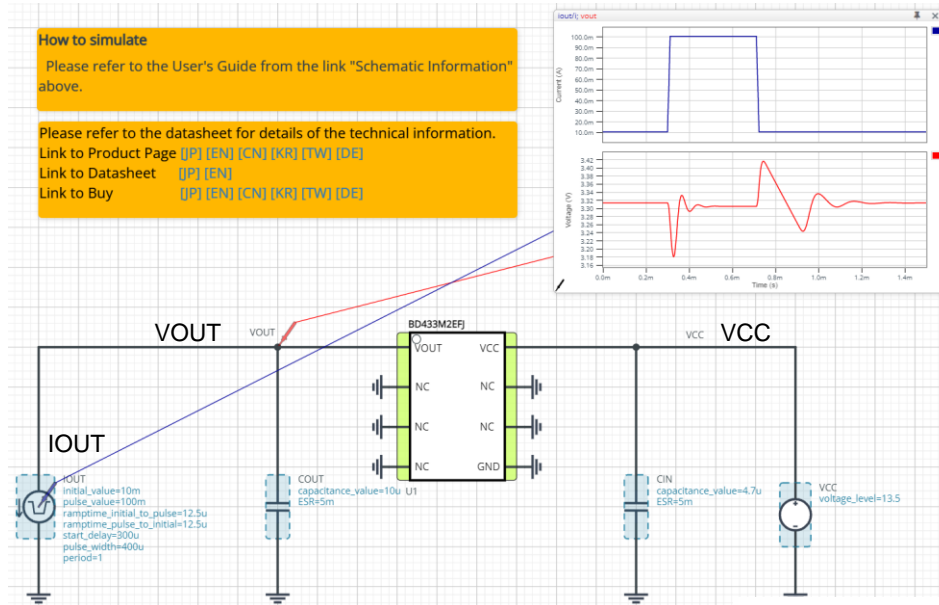 How to simulate
Please refer to the User's Guide from the link "Schematic Information"
above.
Please refer to the datasheet for details of the technical information.
Link to Product Page [JP] [EN] [CN] [KR] [TW] [DE]
Link to Datasheet [JP] [EN]
Link to Buy [JP] [EN] [CN] [KR] [TW] [DE]
iout/i; vout
Current (A)
100.0m
90.0m
80.0m
70.0m
60.0m
50.0m
40.0m
30.0m
20.0m
10.0m
Voltage (V)
3.42
3.40
3.38
3.36
3.34
3.32
3.30
3.28
3.26
3.24
3.22
3.20
3.18
3.16
0.0m 0.2m 0.4m 0.6m 0.8m 1.0m 1.2m 1.4m
Time (s)
VOUT
VOUT
BD433M2EFJ
VOUT VCC
NC NC
NC NC
NC GND
U1
VCC
VCC
IOUT
IOUT
initial_value=10m
pulse_value=100m
ramptime_initial_to_pulse=12.5u
ramptime_pulse_to_initial=12.5u
start_delay=300u
pulse_width=400u
period=1
COUT
capacitance_value=10u
ESR=5m
CIN
capacitance_value=4.7u
ESR=5m
VCC
voltage_level=13.5